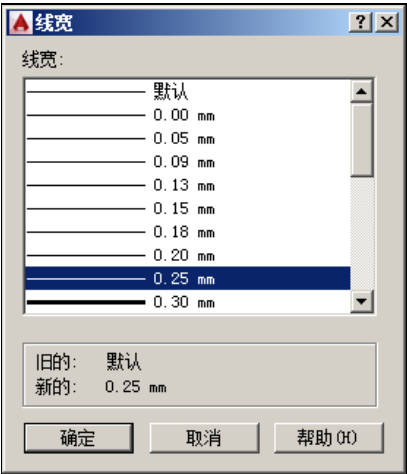 线宽
线宽:
默认
0.00 mm
0.05 mm
0.09 mm
0.13 mm
0.15 mm
0.18 mm
0.20 mm
0.25 mm
0.30 mm
旧的: 默认
新的: 0.25 mm
确定 取消 帮助(H)